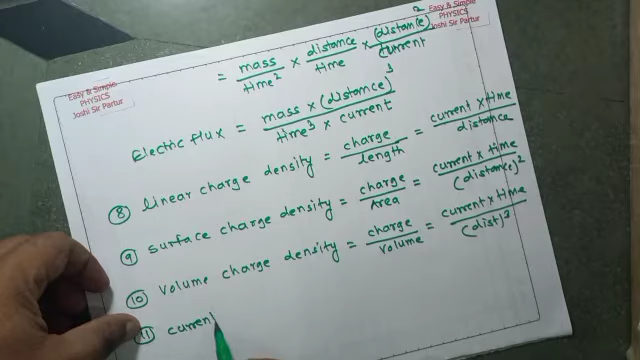 Easy & Simple
PHYSICS
Joshi Sir Partur
= mass/time² × distance/time × (distance)²/current
Easy & Simple
PHYSICS
Joshi Sir Partur
Electric flux = mass × (distance)³/time³ × current
⑧ linear charge density = charge/length = current × time/distance
⑨ surface charge density = charge/Area = current × time/(distance)²
⑩ volume charge density = charge/volume = current × time/(dist)³
⑪ curren